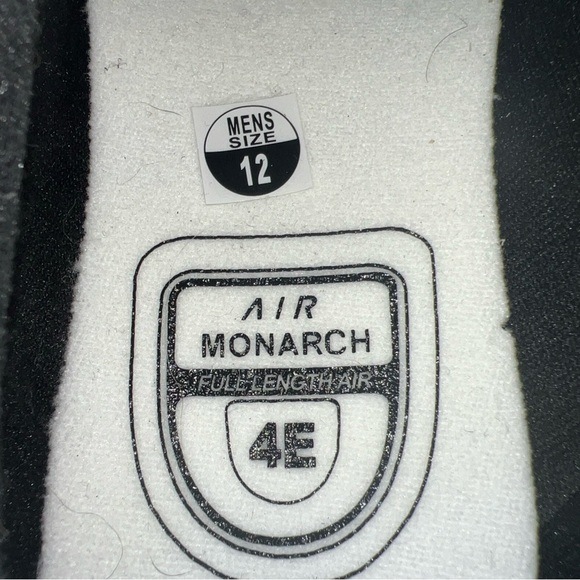 MENS
SIZE
12
AIR
MONARCH
FULL LENGTH AIR
4E